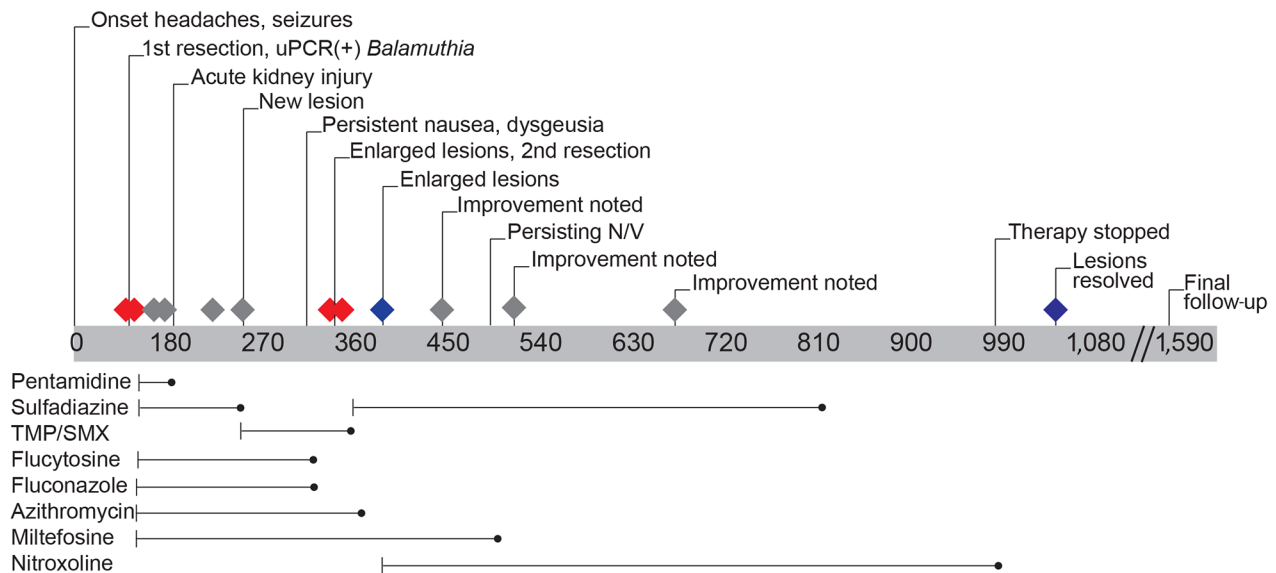 Onset headaches, seizures
1st resection, uPCR(+) Balamuthia
Acute kidney injury
New lesion
Persistent nausea, dysgeusia
Enlarged lesions, 2nd resection
Enlarged lesions
Improvement noted
Persisting N/V
Improvement noted
Improvement noted
Therapy stopped
Lesions
resolved
Final
follow-up
0 180 270 360 450 540 630 720 810 900 990 1,080 // 1,590
Pentamidine
Sulfadiazine
TMP/SMX
Flucytosine
Fluconazole
Azithromycin
Miltefosine
Nitroxoline